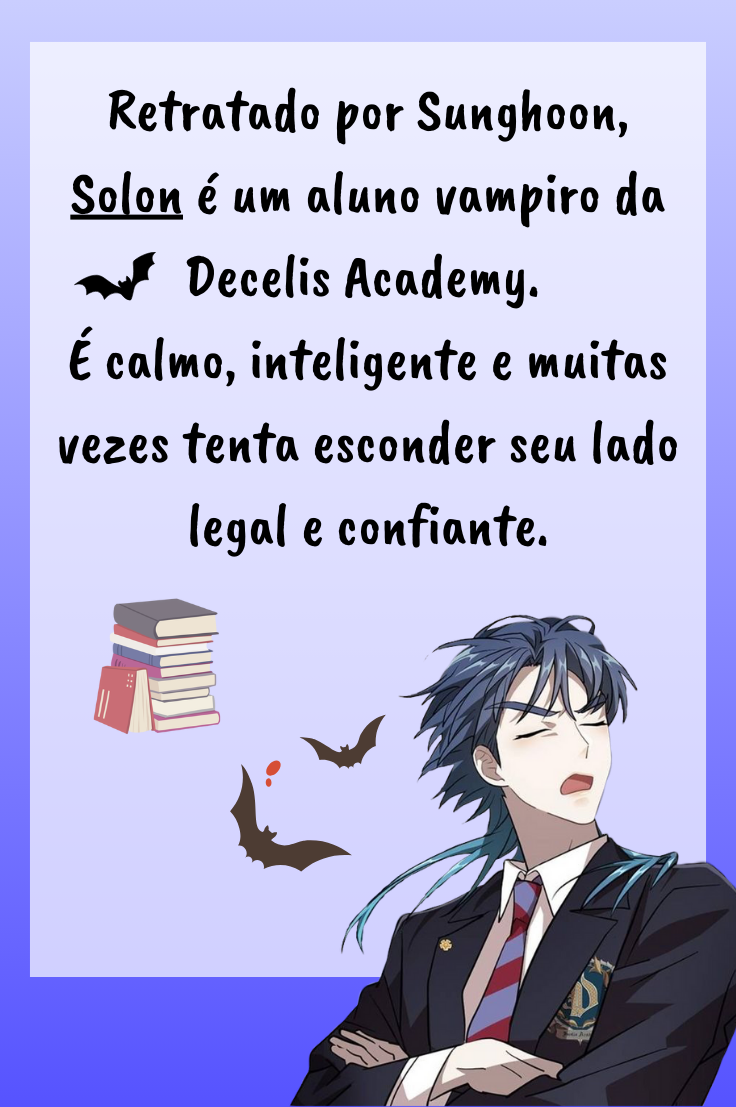 Retratado por Sunghoon,
Solon é um aluno vampiro da
Decelis Academy.
É calmo, inteligente e muitas
vezes tenta esconder seu lado
legal e confiante.